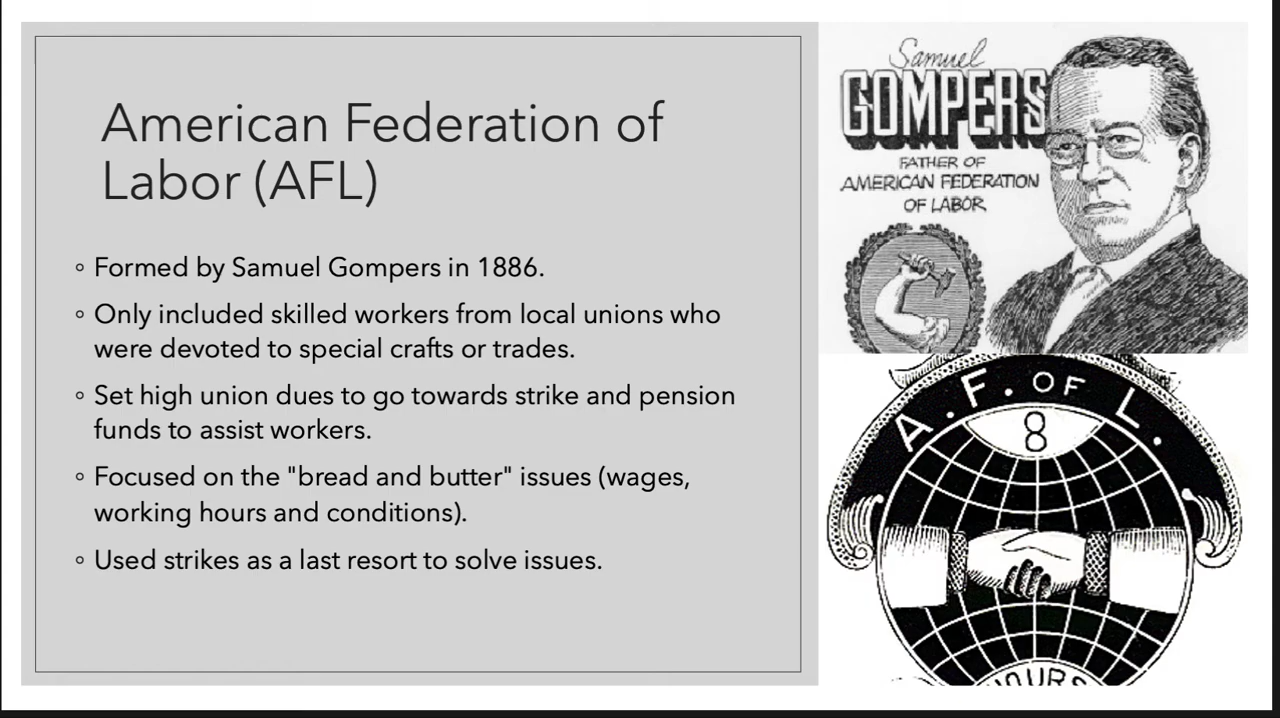 American Federation of
Labor (AFL)
◦ Formed by Samuel Gompers in 1886.
◦ Only included skilled workers from local unions who
were devoted to special crafts or trades.
◦ Set high union dues to go towards strike and pension
funds to assist workers.
◦ Focused on the "bread and butter" issues (wages,
working hours and conditions).
◦ Used strikes as a last resort to solve issues.
Samuel
GOMPERS
FATHER OF
AMERICAN FEDERATION
OF LABOR
A. F. OF L.
8
HOURS